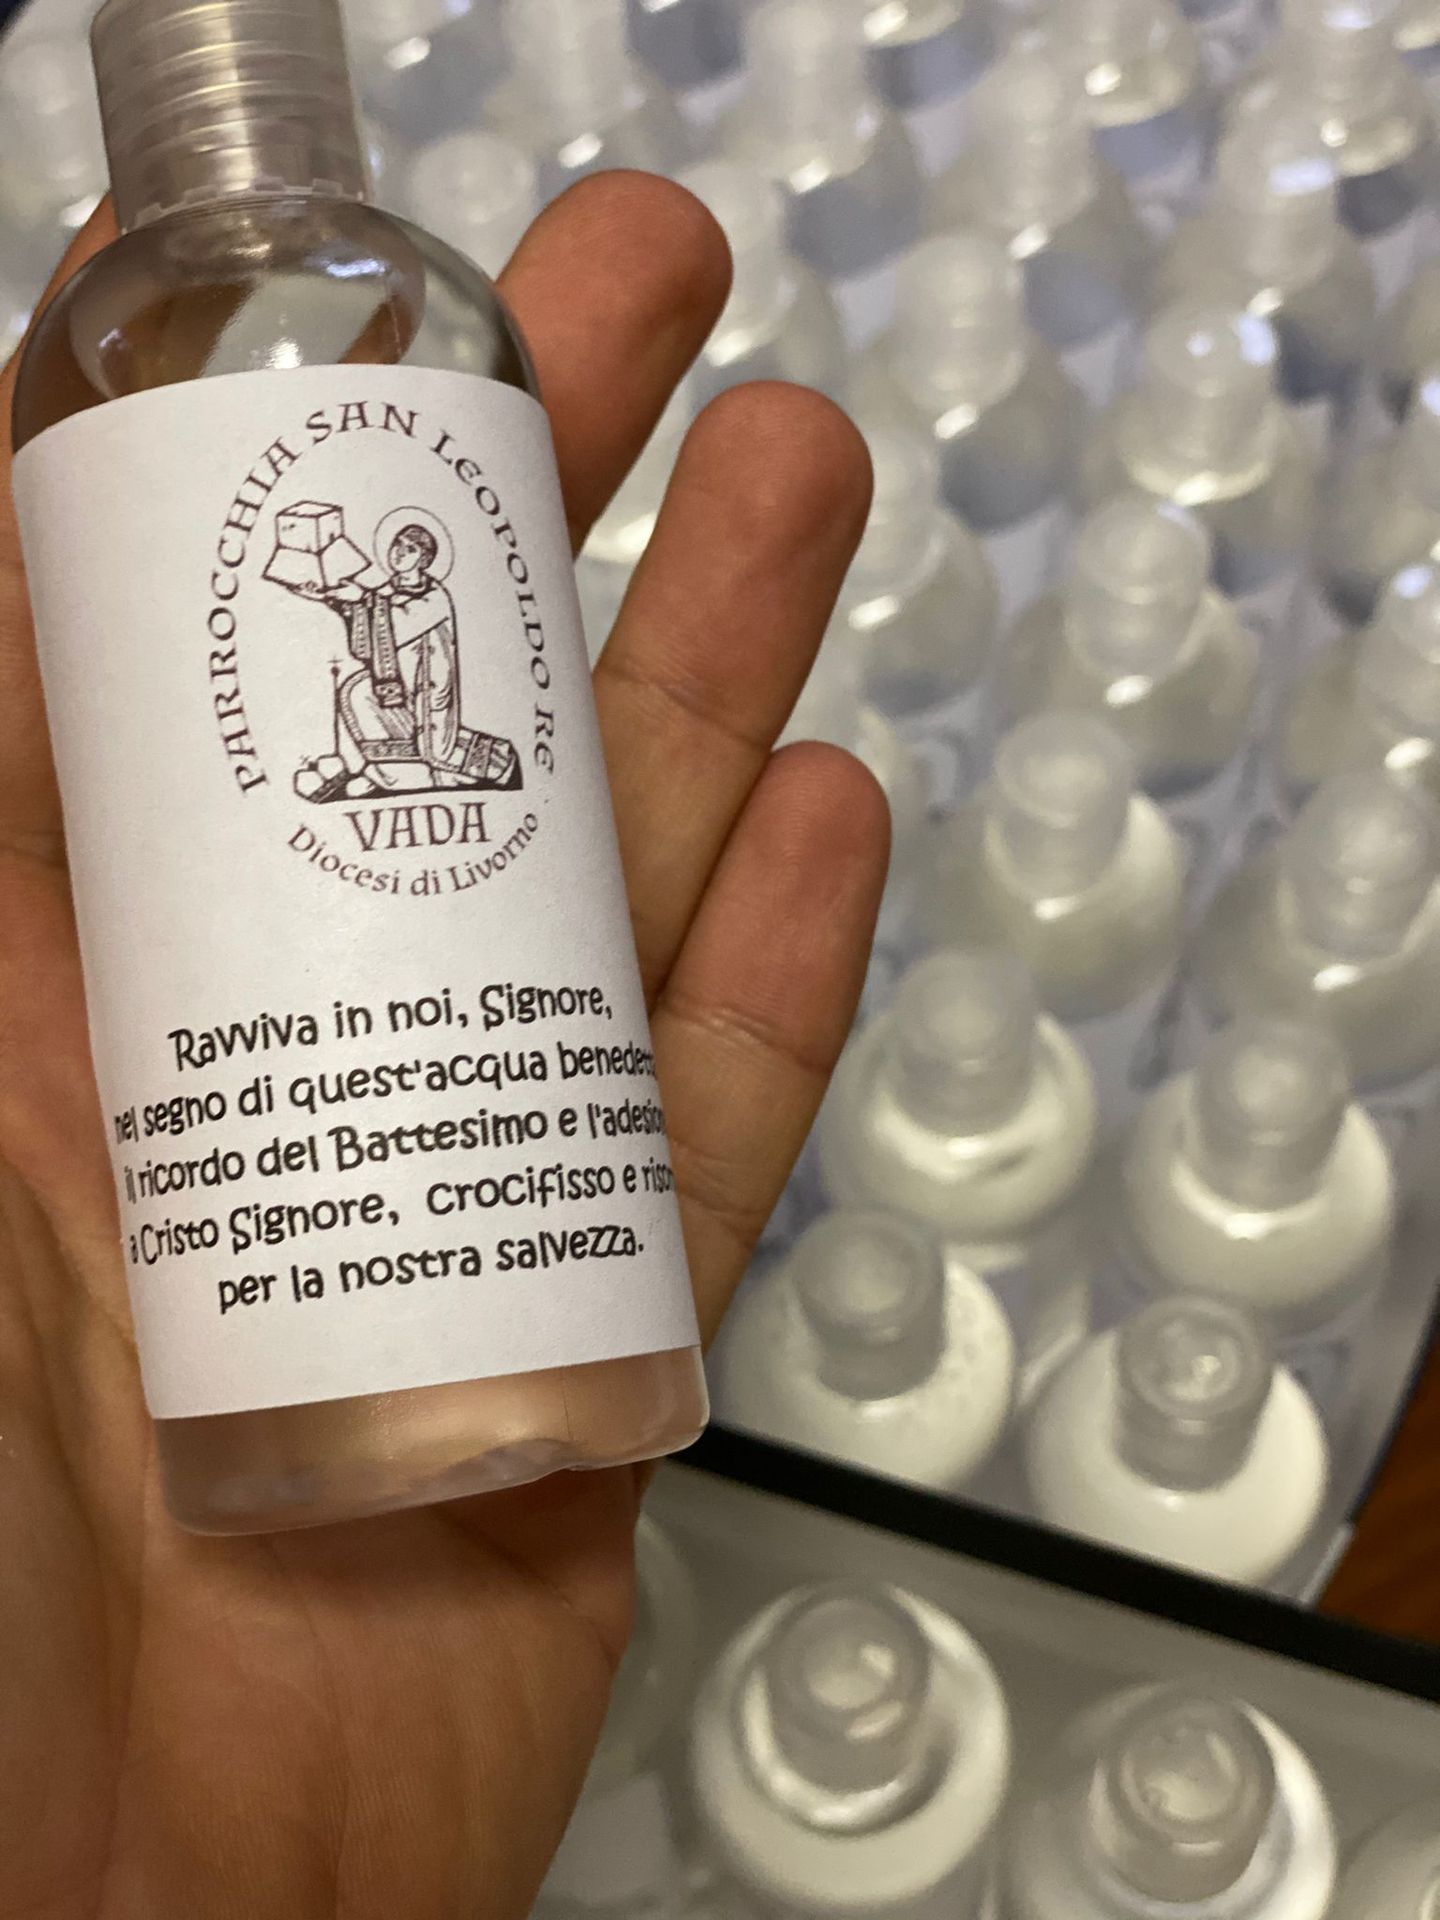 PARROCCHIA SAN LEOPOLDO RE
VADA
Diocesi di Livorno
Ravviva in noi, Signore,
nel segno di quest'acqua
il ricordo del Battesimo e
Cristo Signore, crocifisso e
per la nostra salvezza.